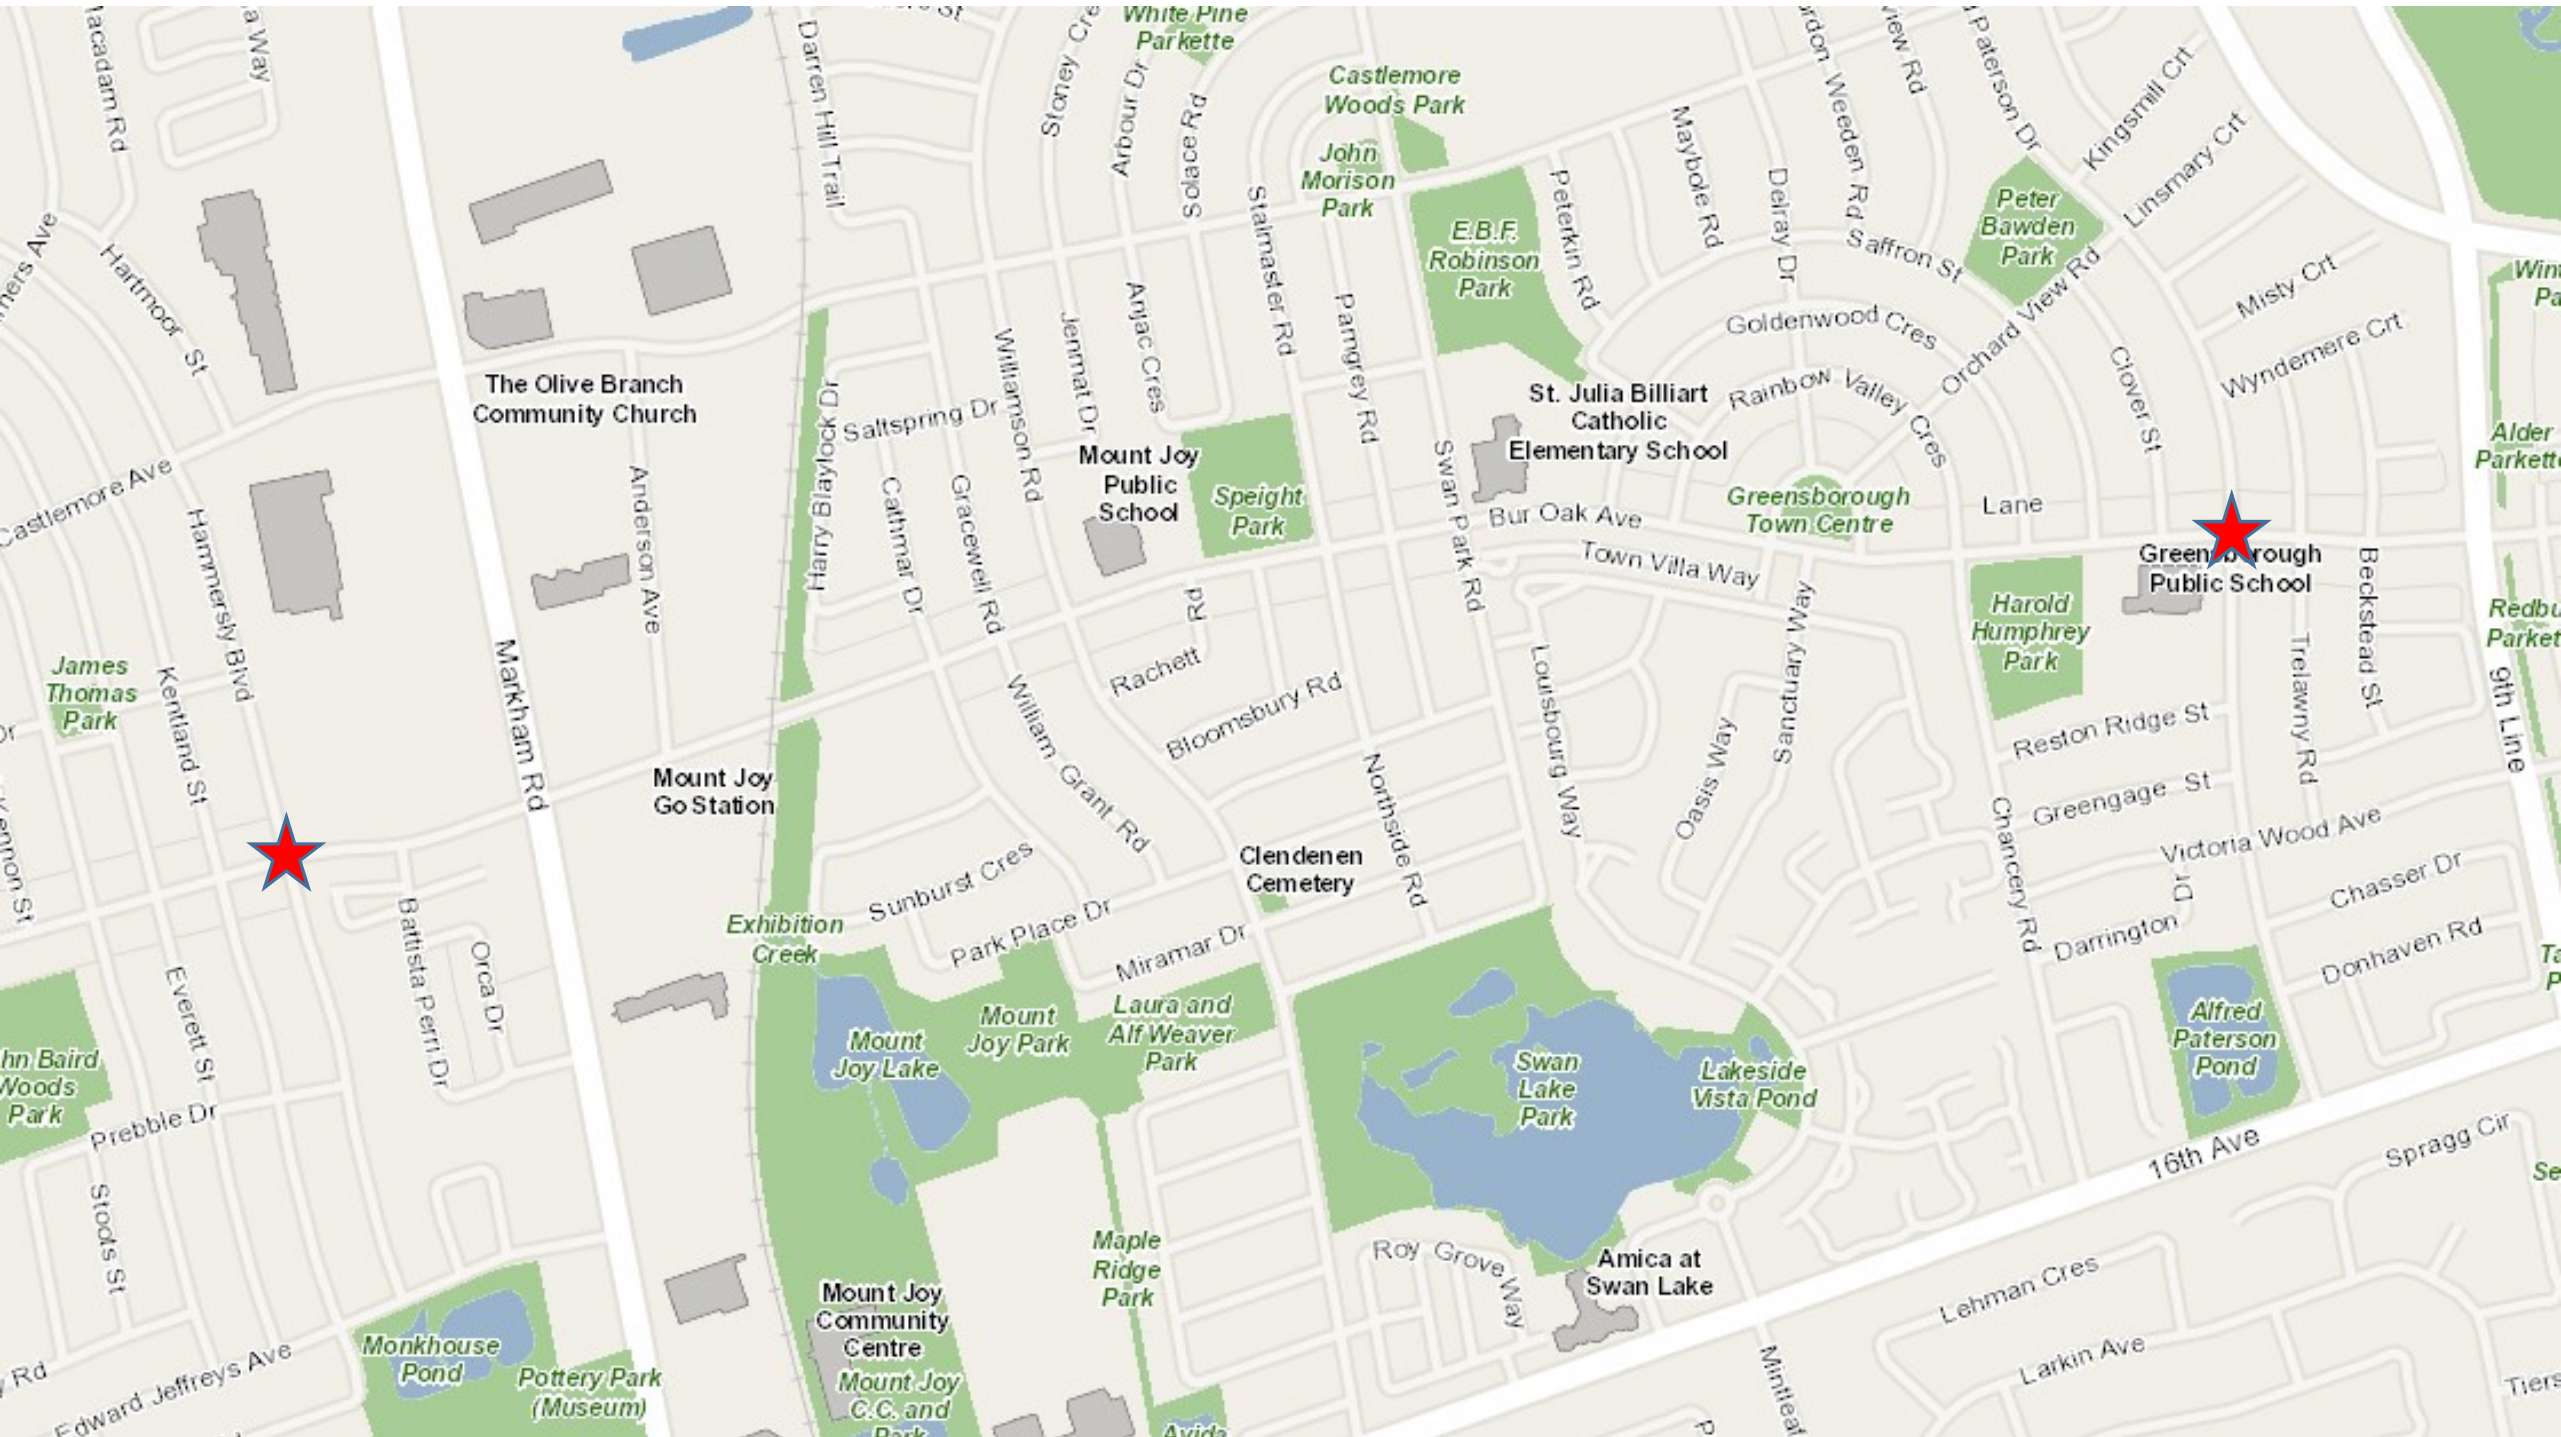 White Pine
Parkette
Darren Hill Trail
Arbour Dr
Solace Rd
Castlemore
Woods Park
John
Morison
Park
Stalmaster Rd
E.B.F.
Robinson
Park
Peterkin Rd
Maybole Rd
Delray Dr
Saffron St
Peter
Bawden
Park
Kingsmill Crt
Linsmary Crt
Misty Crt
Wyndemere Crt
Hartmoor St
Castlemore Ave
The Olive Branch
Community Church
Anderson Ave
Harry Blaylock Dr
Saltspring Dr
Cathmar Dr
Gracewell Rd
Williamson Rd
Jennat Dr
Anjac Cres
Mount Joy
Public
School
Speight
Park
Parngrey Rd
Swan Park Rd
St. Julia Billiart
Catholic
Elementary School
Goldenwood Cres
Rainbow Valley Cres
Orchard View Rd
Clover St
Greensborough
Town Centre
Bur Oak Ave
Town Villa Way
Lane
Greensborough
Public School
Harold
Humphrey
Park
Beckstead St
Trelawny Rd
9th Line
Hammersly Blvd
Kentland St
James
Thomas
Park
Markham Rd
Mount Joy
Go Station
William Grant Rd
Rachett
Rd
Bloomsbury Rd
Northside Rd
Louisbourg Way
Sanctuary Way
Oasis Way
Reston Ridge St
Greengage St
Victoria Wood Ave
Chancery Rd
Chasser Dr
Darrington
Dr
Donhaven Rd
Clendenen
Cemetery
Sunburst Cres
Park Place Dr
Miramar Dr
Exhibition
Creek
Battista Perri Dr
Orca Dr
Everett St
Woods
Park
Prebble Dr
Stoots St
Mount
Joy Lake
Mount
Joy Park
Laura and
Alf Weaver
Park
Swan
Lake
Park
Lakeside
Vista Pond
Alfred
Paterson
Pond
16th Ave
Spragg Cir
Maple
Ridge
Park
Roy Grove Way
Amica at
Swan Lake
Lehman Cres
Larkin Ave
Edward Jeffreys Ave
Monkhouse
Pond
Pottery Park
(Museum)
Mount Joy
Community
Centre
Mount Joy
C.C. and
Park